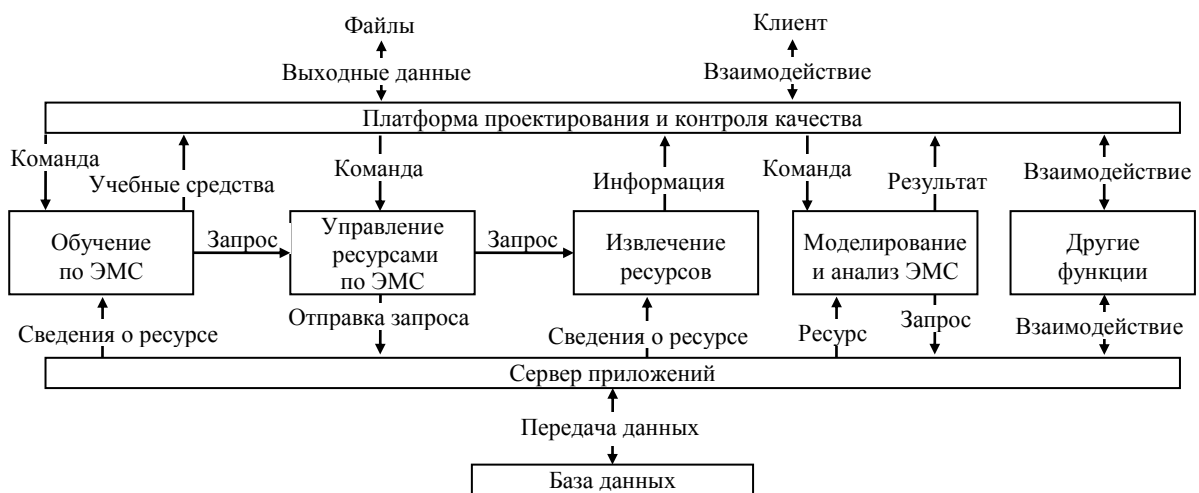 Файлы
Клиент
Выходные данные
Взаимодействие
Платформа проектирования и контроля качества
Команда
Учебные средства
Команда
Информация
Команда
Результат
Взаимодействие
Обучение
по ЭМС
Запрос
Управление
ресурсами
по ЭМС
Запрос
Извлечение
ресурсов
Моделирование
и анализ ЭМС
Другие
функции
Сведения о ресурсе
Отправка запроса
Сведения о ресурсе
Ресурс
Запрос
Взаимодействие
Сервер приложений
Передача данных
База данных